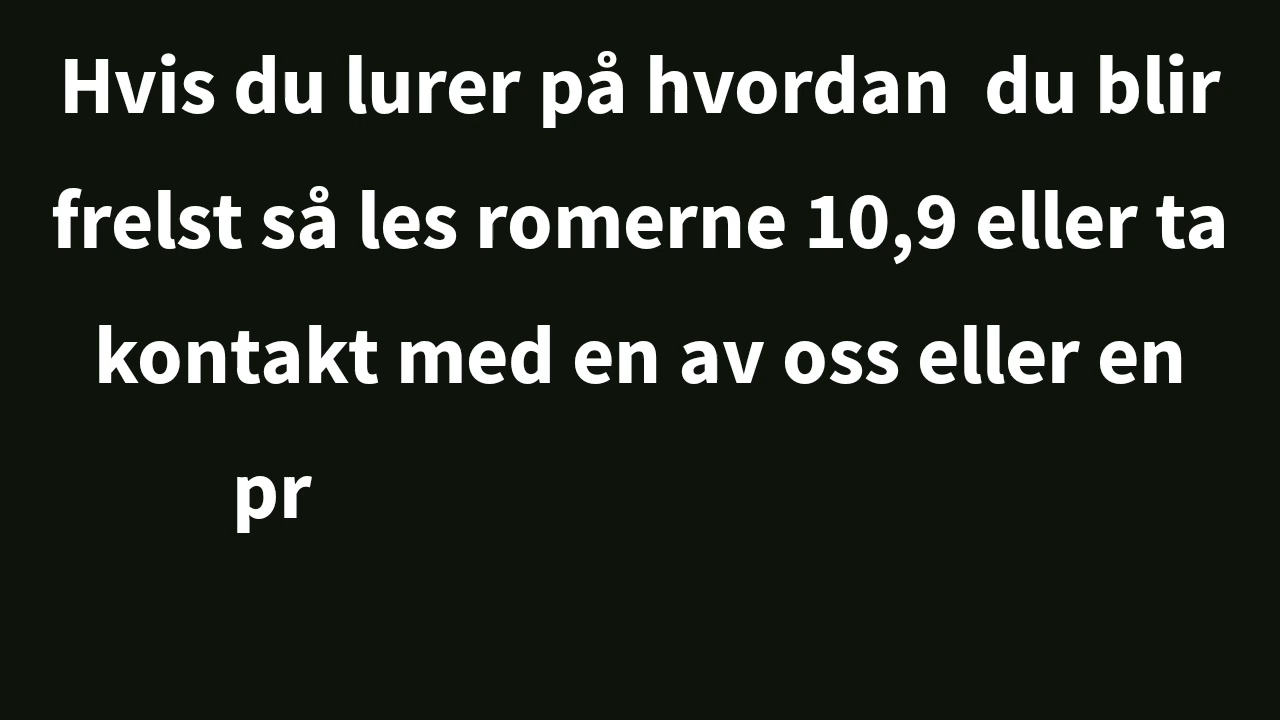 Hvis du lurer på hvordan  du blir
frelst så les romerne 10,9 eller ta
kontakt med en av oss eller en
pr